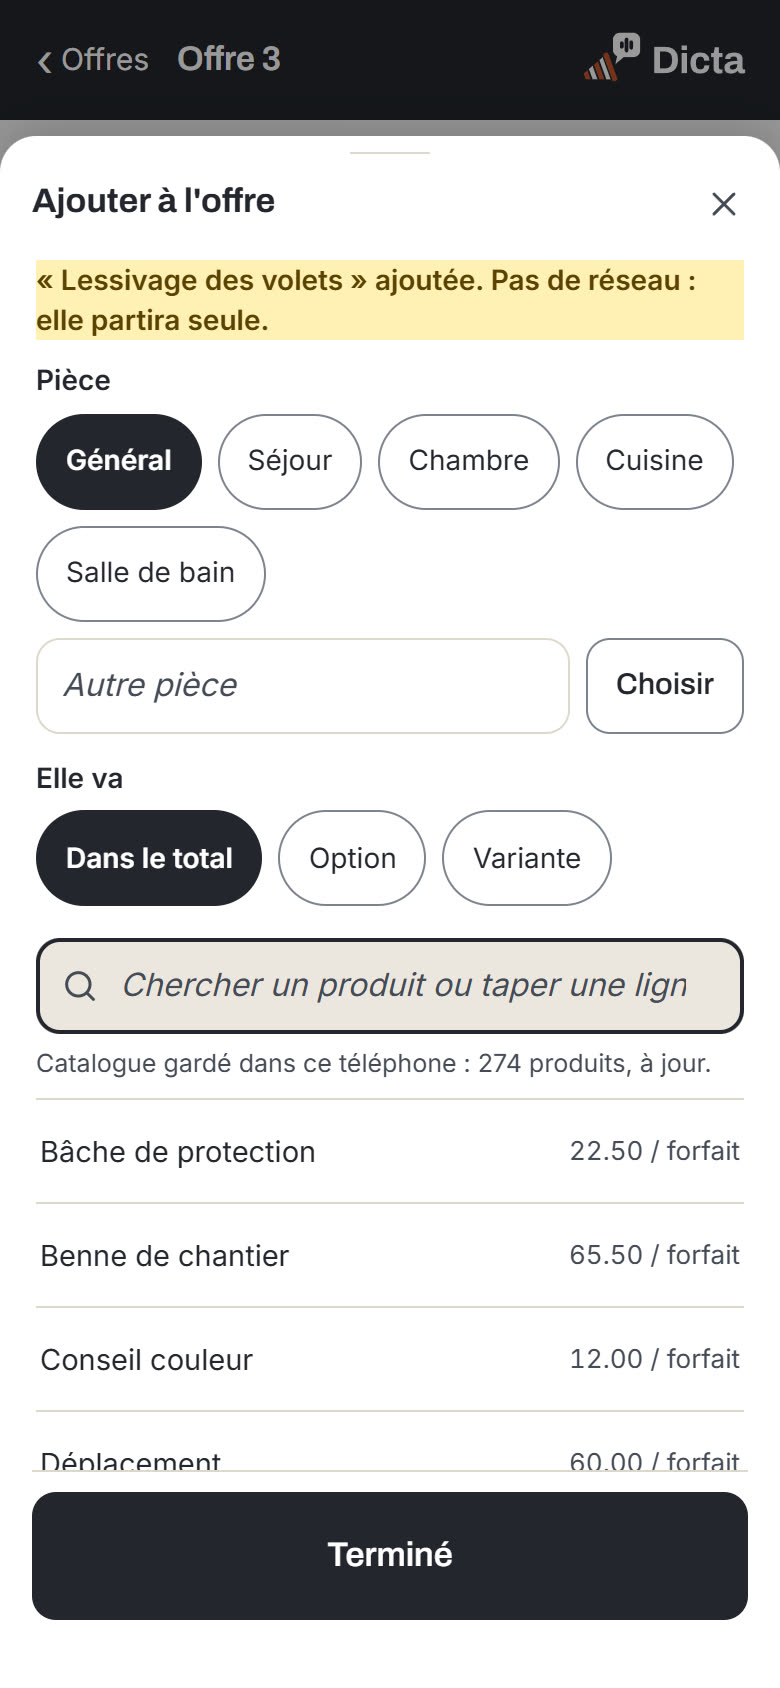 ‹ Offres Offre 3 Dicta
Ajouter à l'offre
« Lessivage des volets » ajoutée. Pas de réseau :
elle partira seule.
Pièce
Général Séjour Chambre Cuisine
Salle de bain
Autre pièce Choisir
Elle va
Dans le total Option Variante
Chercher un produit ou taper une lign
Catalogue gardé dans ce téléphone : 274 produits, à jour.
Bâche de protection 22.50 / forfait
Benne de chantier 65.50 / forfait
Conseil couleur 12.00 / forfait
Déplacement 60.00 / forfait
Terminé